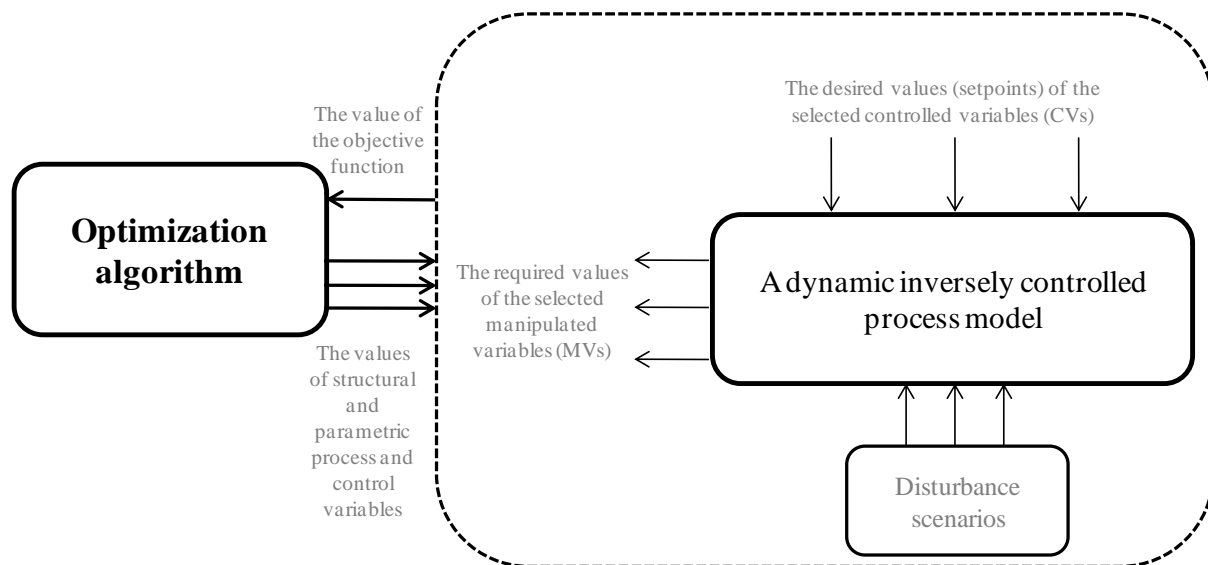 The value of
the objective
function
Optimization
algorithm
The values
of structural
and
parametric
process and
control
variables
The desired values (setpoints) of the
selected controlled variables (CVs)
The required values
of the selected
manipulated
variables (MVs)
A dynamic inversely controlled
process model
Disturbance
scenarios